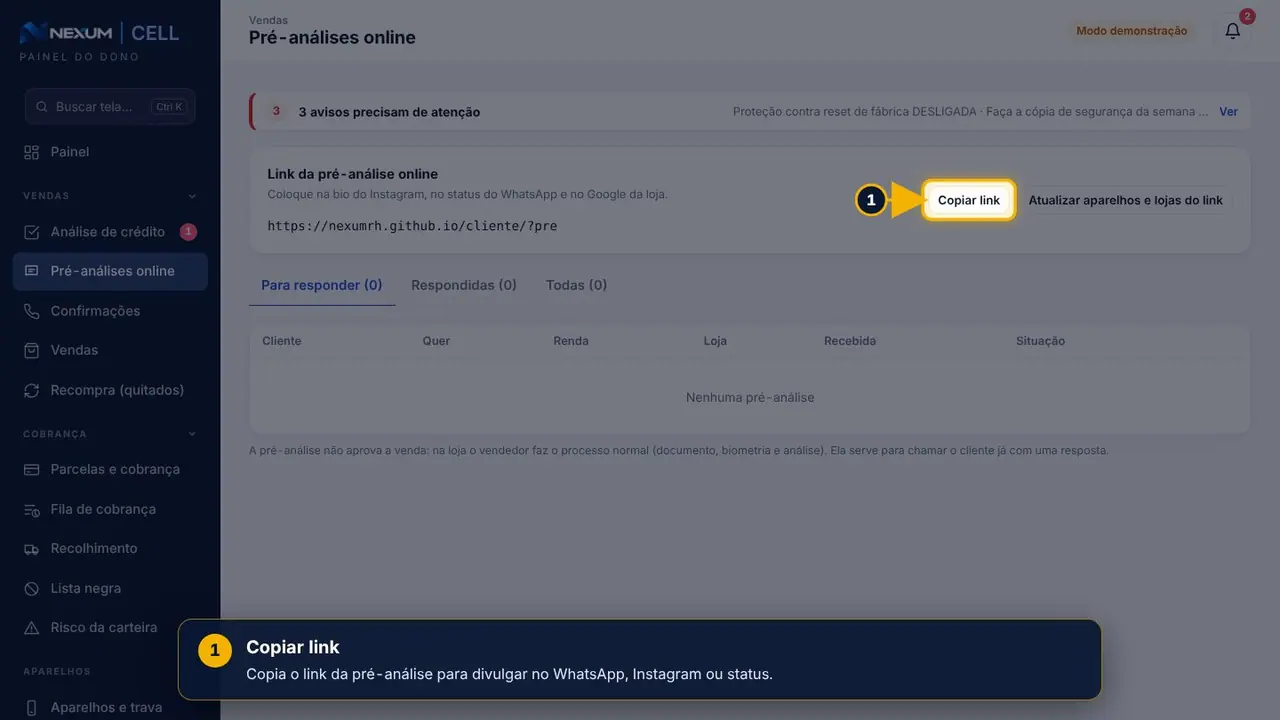 NEXUM | CELL
PAINEL DO DONO
Buscar tela... Ctrl K
Painel
VENDAS
Análise de crédito 1
Pré-análises online
Confirmações
Vendas
Recompra (quitados)
COBRANÇA
Parcelas e cobrança
Fila de cobrança
Recolhimento
Lista negra
Risco da carteira
APARELHOS
Aparelhos e trava
Vendas
Pré-análises online
Modo demonstração
2
3 3 avisos precisam de atenção Proteção contra reset de fábrica DESLIGADA · Faça a cópia de segurança da semana ... Ver
Link da pré-análise online
Coloque na bio do Instagram, no status do WhatsApp e no Google da loja.
https://nexumrh.github.io/cliente/?pre
1 Copiar link Atualizar aparelhos e lojas do link
Para responder (0) Respondidas (0) Todas (0)
Cliente Quer Renda Loja Recebida Situação
Nenhuma pré-análise
A pré-análise não aprova a venda: na loja o vendedor faz o processo normal (documento, biometria e análise). Ela serve para chamar o cliente já com uma resposta.
1 Copiar link
Copia o link da pré-análise para divulgar no WhatsApp, Instagram ou status.